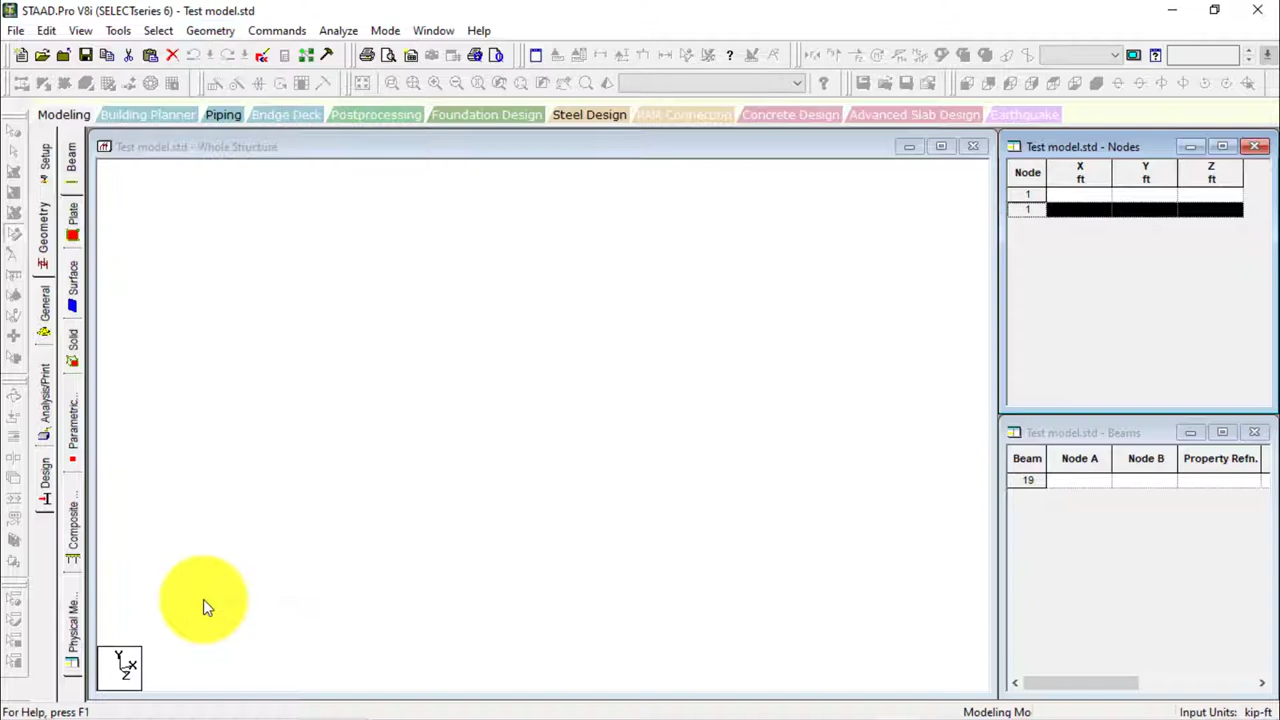 STAAD.Pro V8i (SELECTseries 6) - Test model.std
File Edit View Tools Select Geometry Commands Analyze Mode Window Help
Modeling Building Planner Piping Bridge Deck Postprocessing Foundation Design Steel Design RAM Connection Concrete Design Advanced Slab Design Earthquake
Setup
Geometry
General
Analysis/Print
Design
Beam
Plate
Surface
Solid
Parametric...
Composite ...
Physical Me...
Test model.std - Whole Structure
Y
X
Z
Test model.std - Nodes
Node X ft Y ft Z ft
1
1
Test model.std - Beams
Beam Node A Node B Property Refn.
19
For Help, press F1 Modeling Mo Input Units: kip-ft